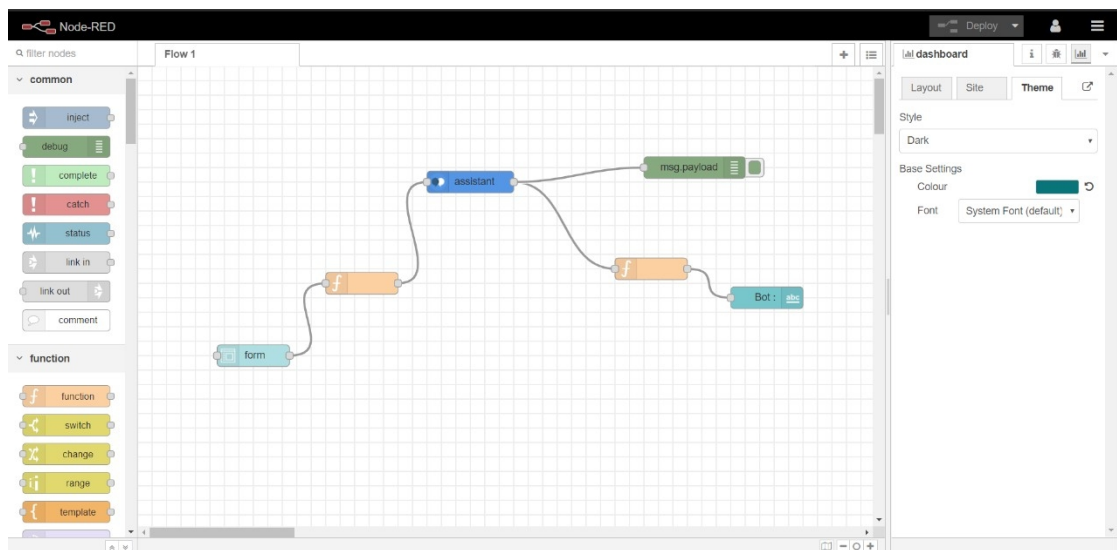 Node-RED
Deploy
filter nodes
Flow 1
dashboard
i
common
inject
debug
complete
catch
status
link in
link out
comment
function
function
switch
change
range
template
form
f
assistant
msg.payload
f
Bot :
abc
Layout
Site
Theme
Style
Dark
Base Settings
Colour
Font
System Font (default)